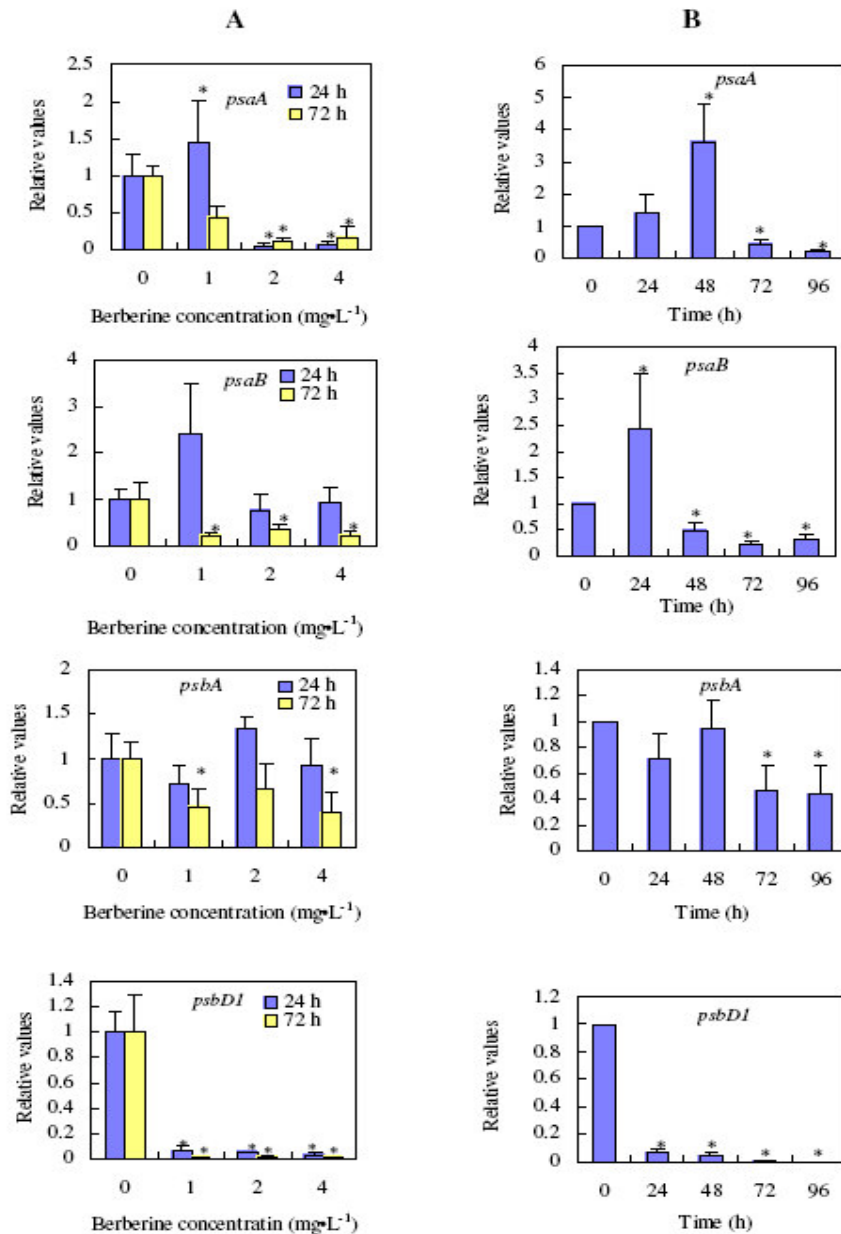 A
2.5
2
1.5
1
0.5
0
Relative values
psaA
24 h
72 h
*
* *
* *
0 1 2 4
Berberine concentration (mg•L-1)
4
3
2
1
0
Relative values
psaB
24 h
72 h
*
*
*
0 1 2 4
Berberine concentration (mg•L-1)
2
1.5
1
0.5
0
Relative values
psbA
24 h
72 h
*
*
0 1 2 4
Berberine concentration (mg•L-1)
1.4
1.2
1
0.8
0.6
0.4
0.2
0
Relative values
psbD1
24 h
72 h
* *
* *
* *
0 1 2 4
Berberine concentratin (mg•L-1)
B
6
5
4
3
2
1
0
Relative values
psaA
*
*
*
0 24 48 72 96
Time (h)
4
3.5
3
2.5
2
1.5
1
0.5
0
Relative values
psaB
*
*
*
*
0 24 48 72 96
Time (h)
1.4
1.2
1
0.8
0.6
0.4
0.2
0
Relative values
psbA
* *
0 24 48 72 96
Time (h)
1.2
1
0.8
0.6
0.4
0.2
0
Relative values
psbD1
* * * *
0 24 48 72 96
Time (h)